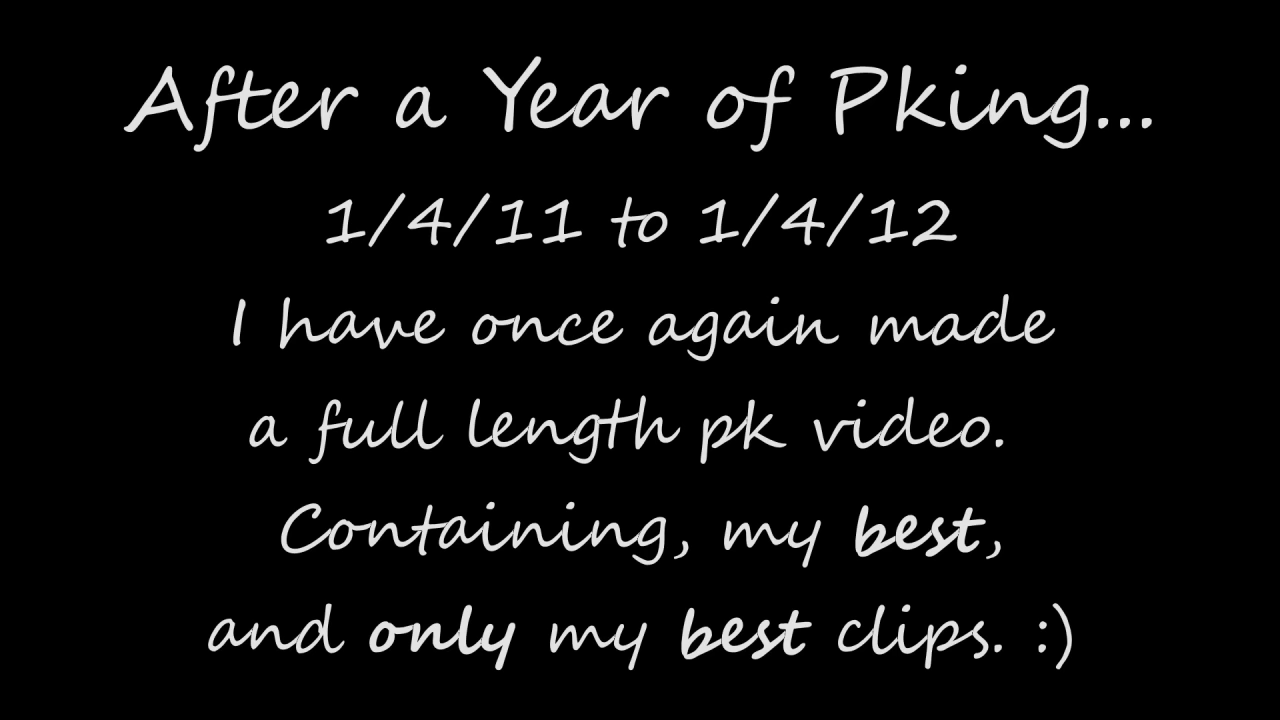 After a Year of Pking...
1/4/11 to 1/4/12
I have once again made
a full length pk video.
Containing, my best,
and only my best clips. :)